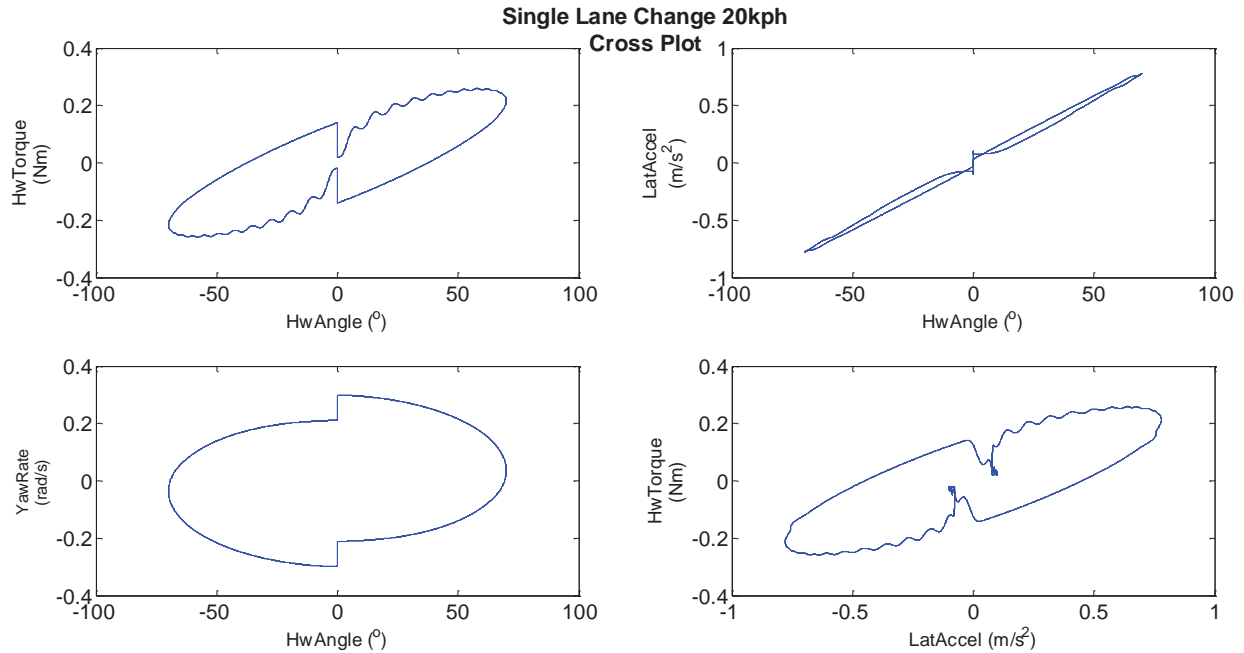 Single Lane Change 20kph
Cross Plot
0.4
0.2
0
-0.2
-0.4
HwTorque
(Nm)
-100 -50 0 50 100
HwAngle (o)
1
0.5
0
-0.5
-1
LatAccel
(m/s2)
-100 -50 0 50 100
HwAngle (o)
0.4
0.2
0
-0.2
-0.4
YawRate
(rad/s)
-100 -50 0 50 100
HwAngle (o)
0.4
0.2
0
-0.2
-0.4
HwTorque
(Nm)
-1 -0.5 0 0.5 1
LatAccel (m/s2)